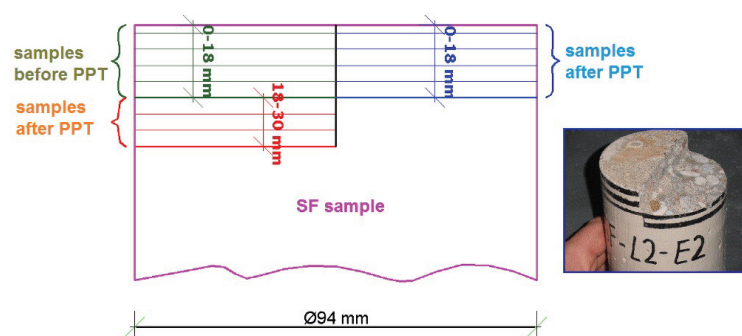 samples
before PPT
0-18 mm
0-18 mm
samples
after PPT
samples
after PPT
18-30 mm
SF sample
F-L2-E2
Ø94 mm